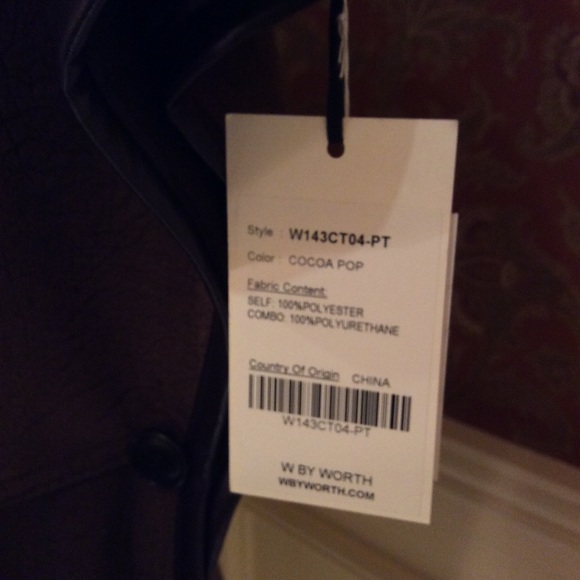 Style : W143CT04-PT
Color : COCOA POP
Fabric Content:
SELF: 100%POLYESTER
COMBO: 100%POLYURETHANE
Country Of Origin CHINA
W143CT04-PT
W BY WORTH
WBYWORTH.COM